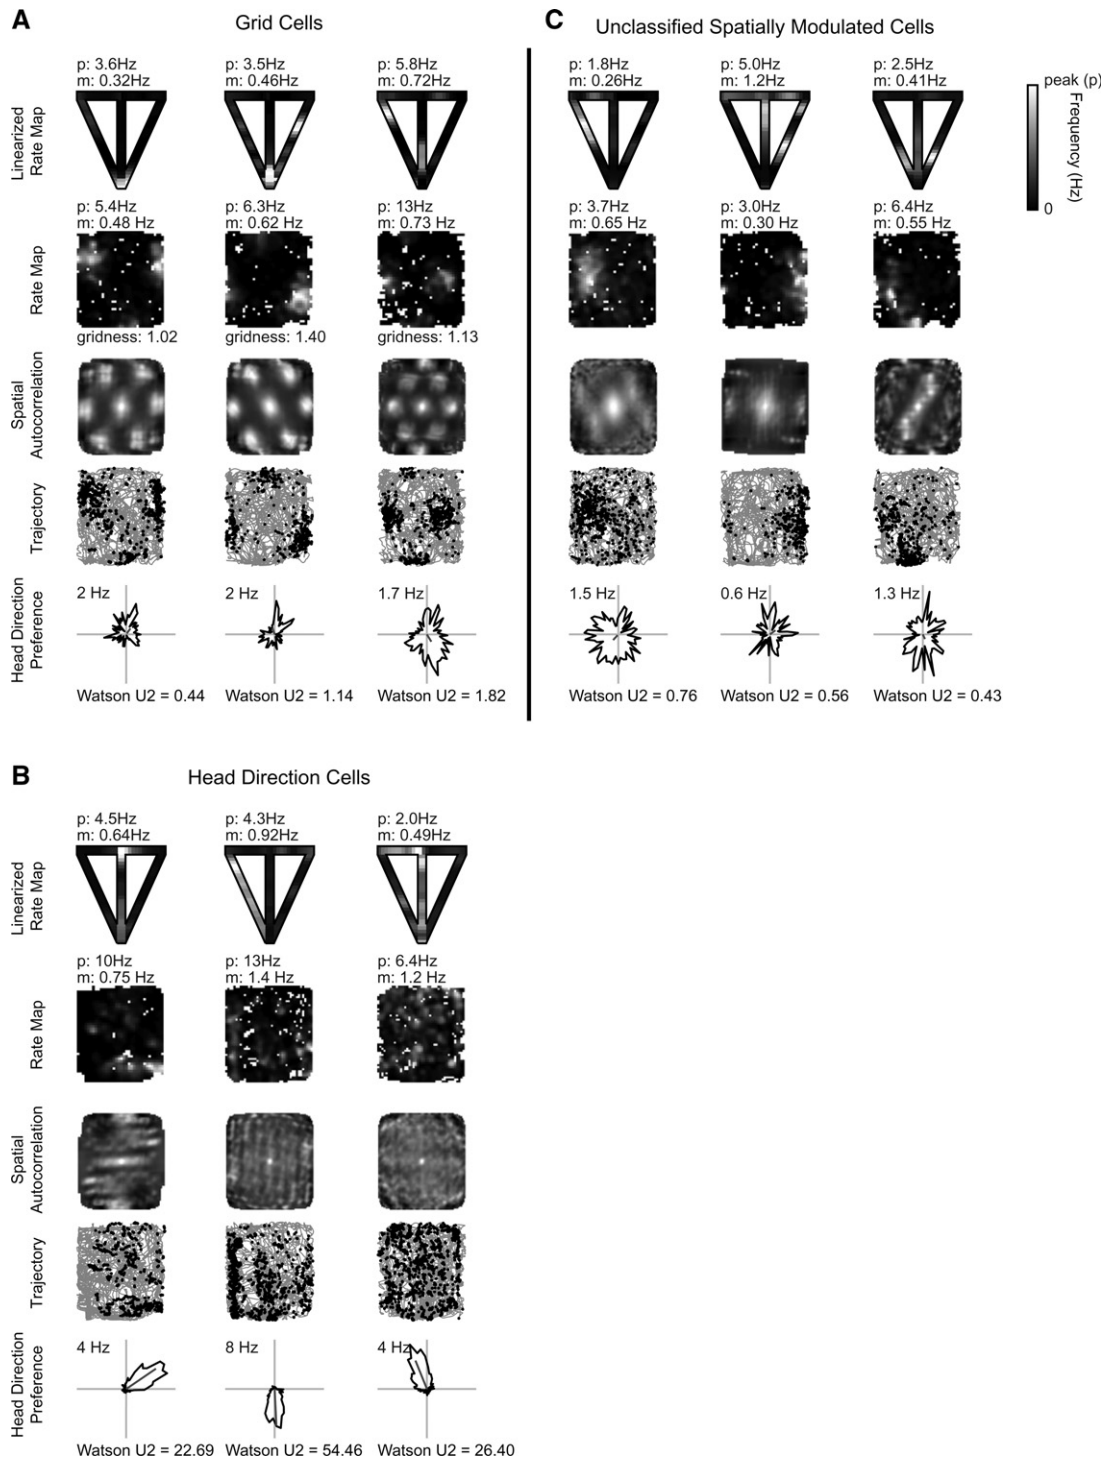 A
Grid Cells
p: 3.6Hz
m: 0.32Hz
p: 3.5Hz
m: 0.46Hz
p: 5.8Hz
m: 0.72Hz
Linearized
Rate Map
p: 5.4Hz
m: 0.48 Hz
p: 6.3Hz
m: 0.62 Hz
p: 13Hz
m: 0.73 Hz
Rate Map
gridness: 1.02
gridness: 1.40
gridness: 1.13
Spatial
Autocorrelation
Trajectory
Head Direction
Preference
2 Hz
2 Hz
1.7 Hz
Watson U2 = 0.44
Watson U2 = 1.14
Watson U2 = 1.82
C
Unclassified Spatially Modulated Cells
p: 1.8Hz
m: 0.26Hz
p: 5.0Hz
m: 1.2Hz
p: 2.5Hz
m: 0.41Hz
peak (p)
Frequency (Hz)
0
p: 3.7Hz
m: 0.65 Hz
p: 3.0Hz
m: 0.30 Hz
p: 6.4Hz
m: 0.55 Hz
1.5 Hz
0.6 Hz
1.3 Hz
Watson U2 = 0.76
Watson U2 = 0.56
Watson U2 = 0.43
B
Head Direction Cells
p: 4.5Hz
m: 0.64Hz
p: 4.3Hz
m: 0.92Hz
p: 2.0Hz
m: 0.49Hz
Linearized
Rate Map
p: 10Hz
m: 0.75 Hz
p: 13Hz
m: 1.4 Hz
p: 6.4Hz
m: 1.2 Hz
Rate Map
Spatial
Autocorrelation
Trajectory
Head Direction
Preference
4 Hz
8 Hz
4 Hz
Watson U2 = 22.69
Watson U2 = 54.46
Watson U2 = 26.40